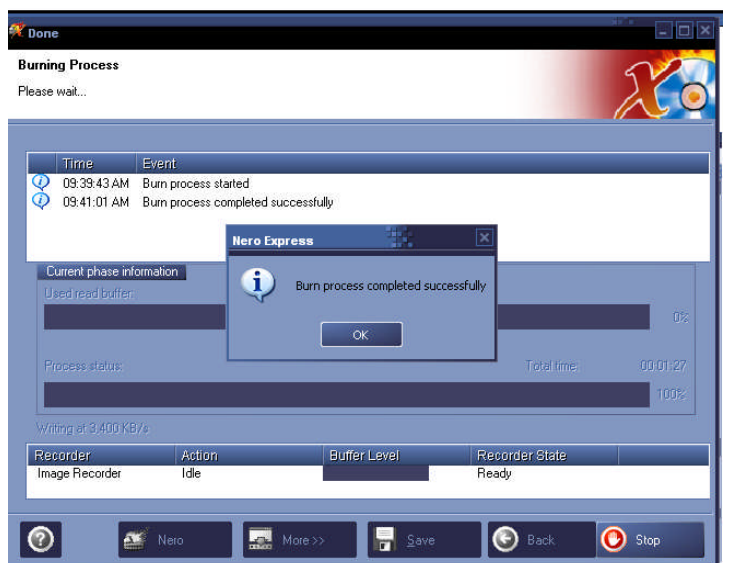 Done
Burning Process
Please wait...
Time Event
09:39:43 AM Burn process started
09:41:01 AM Burn process completed successfully
Nero Express
Burn process completed successfully
OK
Current phase information
Used read buffer:
0%
Process status: Total time: 00:01:27
100%
Writing at 3,400 KB/s
Recorder Action Buffer Level Recorder State
Image Recorder Idle Ready
Nero More >> Save Back Stop